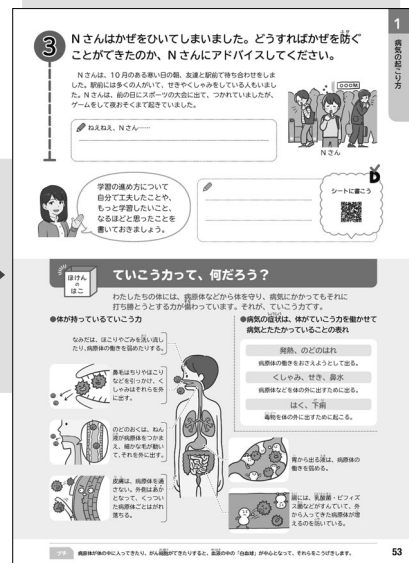 1
病気の起こり方
3
Nさんはかぜをひいてしまいました。どうすればかぜを防ぐ
ことができたのか、Nさんにアドバイスしてください。
Nさんは、10月のある寒い日の朝、友達と駅前で待ち合わせをしま
した。駅前には多くの人がいて、せきやくしゃみをしている人もいまし
た。Nさんは、前の日にスポーツの大会に出て、つかれていましたが、
ゲームをして夜おそくまで起きていました。
Nさん
ねえねえ、Nさん……
学習の進め方について
自分で工夫したことや、
もっと学習したいこと、
なるほどと思ったことを
書いておきましょう。
D
シートに書こう
ほけん
の
はこ
ていこう力って、何だろう？
わたしたちの体には、病原体などから体を守り、病気にかかってもそれに
打ち勝とうとする力が備わっています。それが、ていこう力です。
●体が持っているていこう力
なみだは、ほこりやごみを洗い流し
たり、病原体の働きを弱めたりする。
鼻毛はちりやほこり
などを引っかけ、く
しゃみはそれらを外
に出す。
のどのおくは、ねん
液が病原体をつかま
え、細かな毛が動い
て、それを外に出す。
皮膚は、病原体を通
さない。外側はあか
となって、くっつい
た病原体ごとはがれ
落ちる。
●病気の症状は、体がていこう力を働かせて
病気とたたかっていることの表れ
発熱、のどのはれ
病原体の働きをおさえようとして出る。
くしゃみ、せき、鼻水
病原体などを体の外に出すために出る。
はく、下痢
毒物を体の外に出すために起こる。
胃から出る液は、病原体の
働きを弱める。
腸には、乳酸菌・ビフィズ
ス菌などがすんでいて、外
から入ってきた病原体が増
えるのを防いでいる。
プチ 病原体が体の中に入ってきたり、がん細胞ができたりすると、血液の中の「白血球」が中心となって、それらをこうげきします。
53